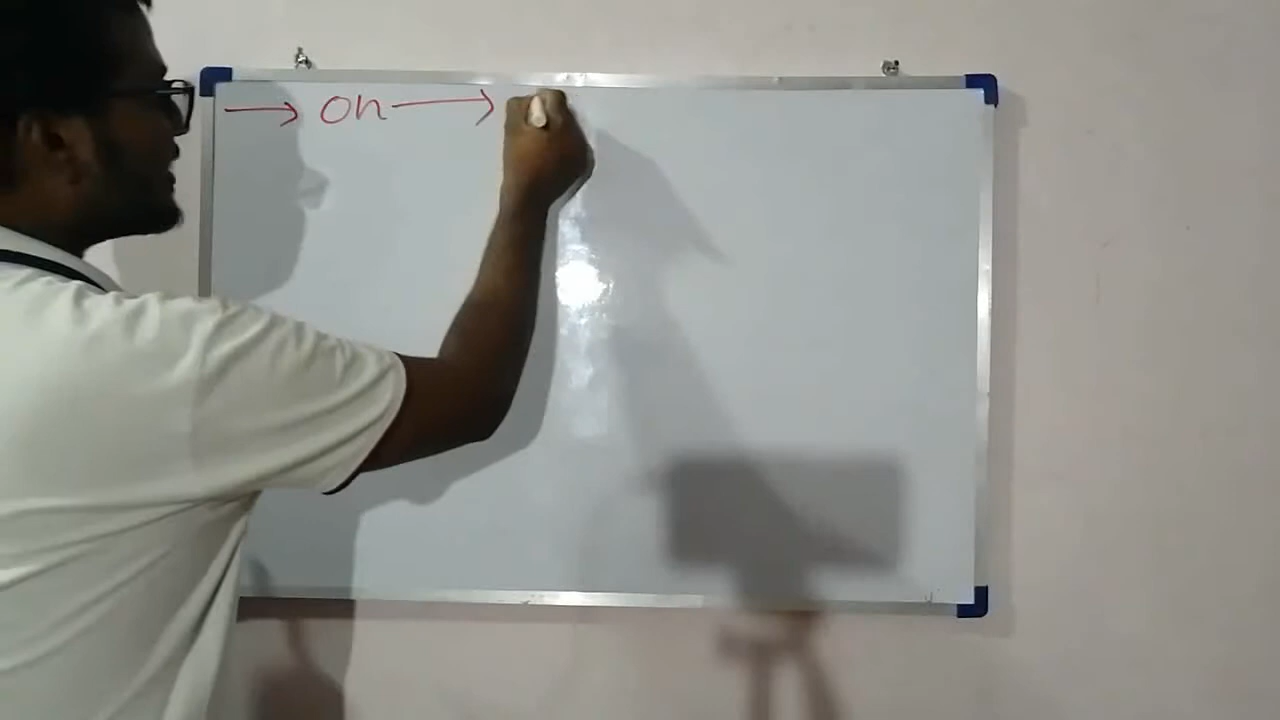 → on →